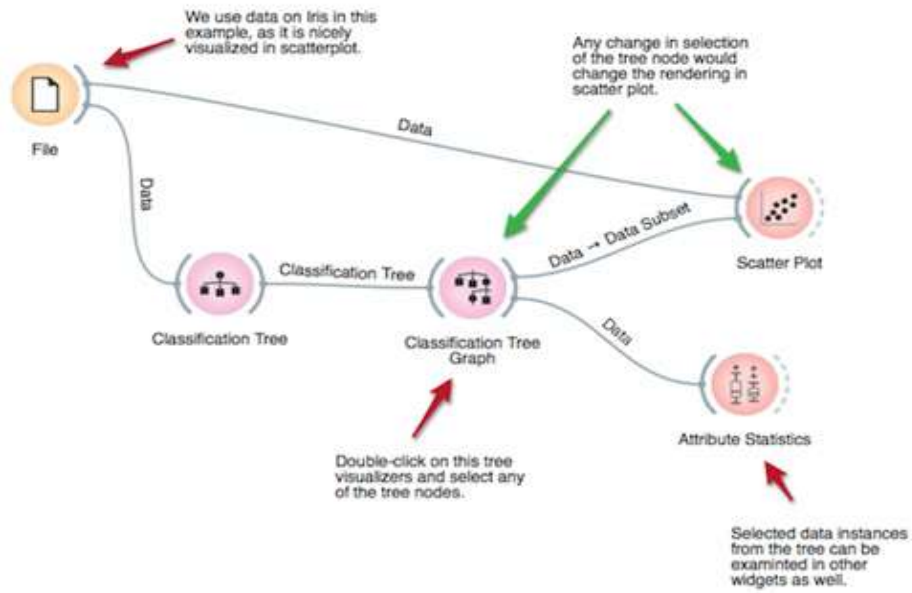 We use data on Iris in this
example, as it is nicely
visualized in scatterplot.
Any change in selection
of the tree node would
change the rendering in
scatter plot.
File
Data
Data
Data → Data Subset
Scatter Plot
Classification Tree
Classification Tree
Classification Tree
Graph
Data
Attribute Statistics
Double-click on this tree
visualizers and select any
of the tree nodes.
Selected data instances
from the tree can be
examinted in other
widgets as well.